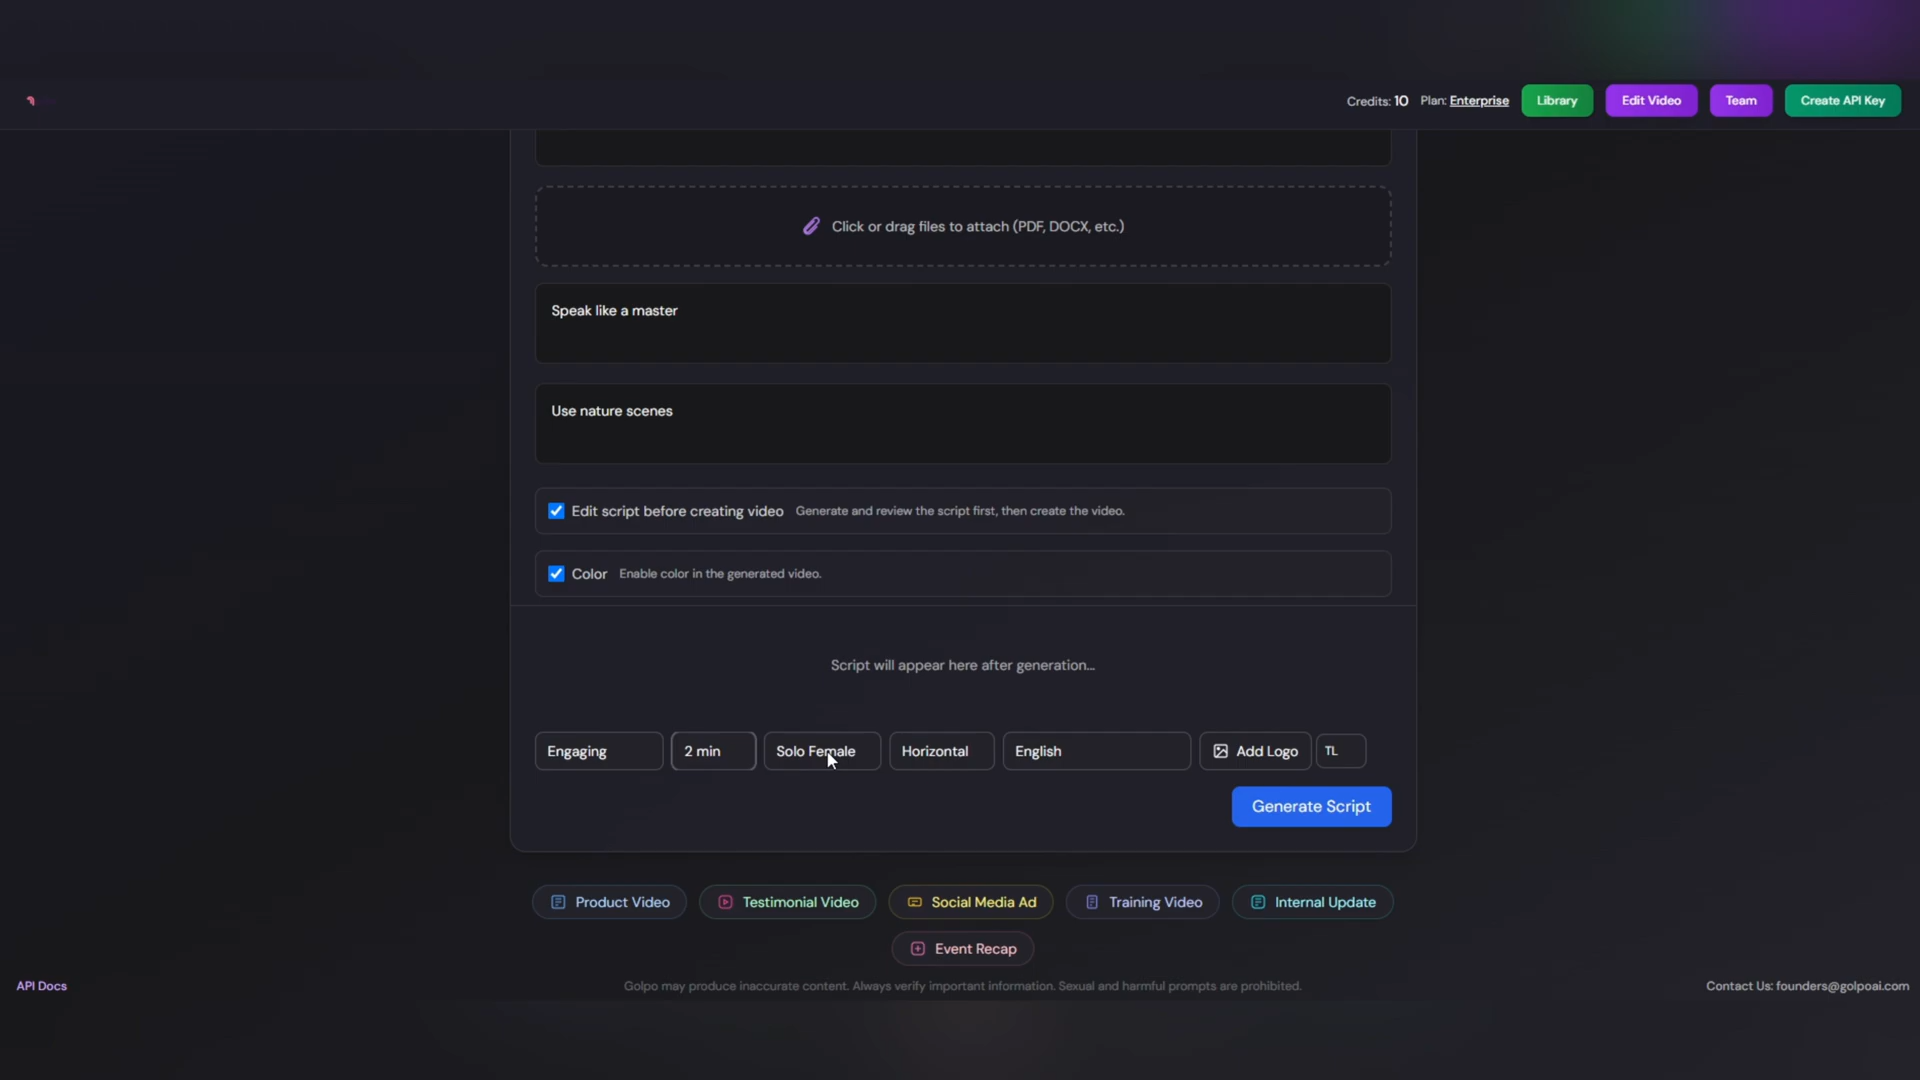 Credits: 10 Plan: Enterprise Library Edit Video Team Create API Key
Click or drag files to attach (PDF, DOCX, etc.)
Speak like a master
Use nature scenes
Edit script before creating video Generate and review the script first, then create the video.
Color Enable color in the generated video.
Script will appear here after generation...
Engaging 2 min Solo Female Horizontal English Add Logo TL
Generate Script
Product Video Testimonial Video Social Media Ad Training Video Internal Update
Event Recap
API Docs Golpo may produce inaccurate content. Always verify important information. Sexual and harmful prompts are prohibited. Contact Us: founders@golpoai.com